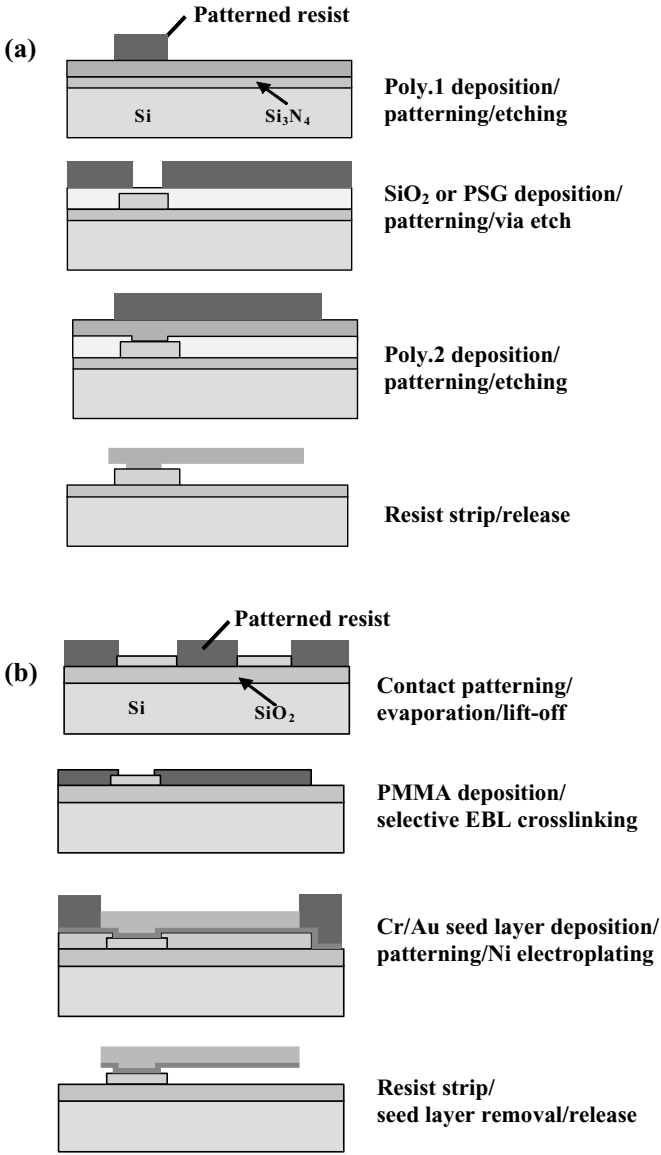 Patterned resist
(a)
Si
Si₃N₄
Poly.1 deposition/
patterning/etching
SiO₂ or PSG deposition/
patterning/via etch
Poly.2 deposition/
patterning/etching
Resist strip/release
Patterned resist
(b)
Si
SiO₂
Contact patterning/
evaporation/lift-off
PMMA deposition/
selective EBL crosslinking
Cr/Au seed layer deposition/
patterning/Ni electroplating
Resist strip/
seed layer removal/release